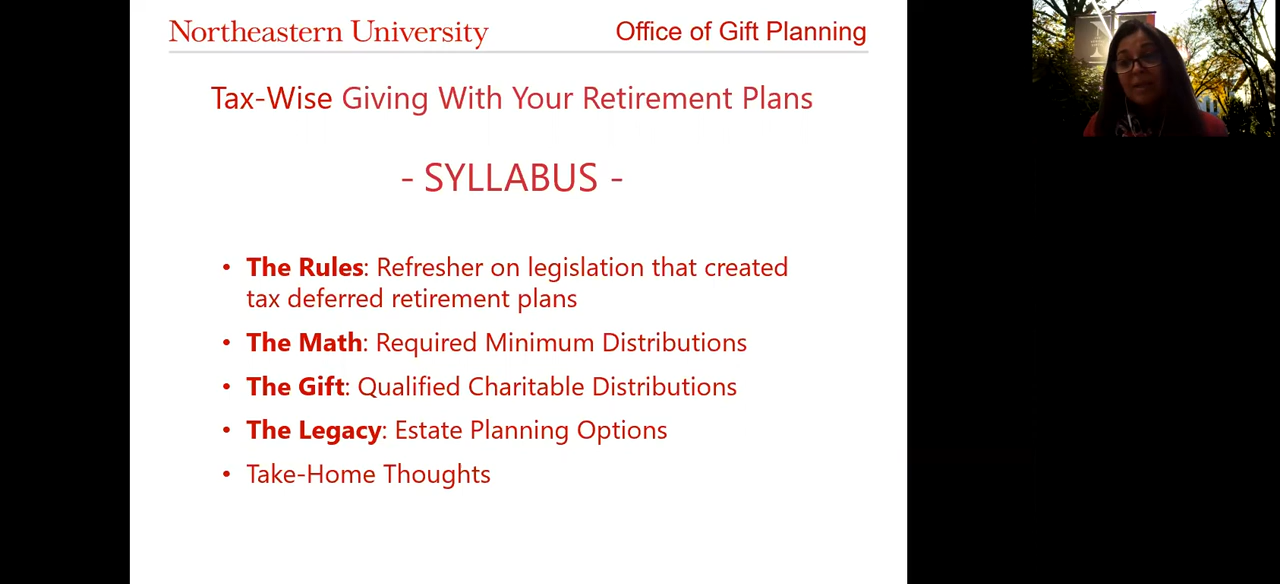 Northeastern University
Office of Gift Planning
Tax-Wise Giving With Your Retirement Plans
- SYLLABUS -
• The Rules: Refresher on legislation that created
tax deferred retirement plans
• The Math: Required Minimum Distributions
• The Gift: Qualified Charitable Distributions
• The Legacy: Estate Planning Options
• Take-Home Thoughts